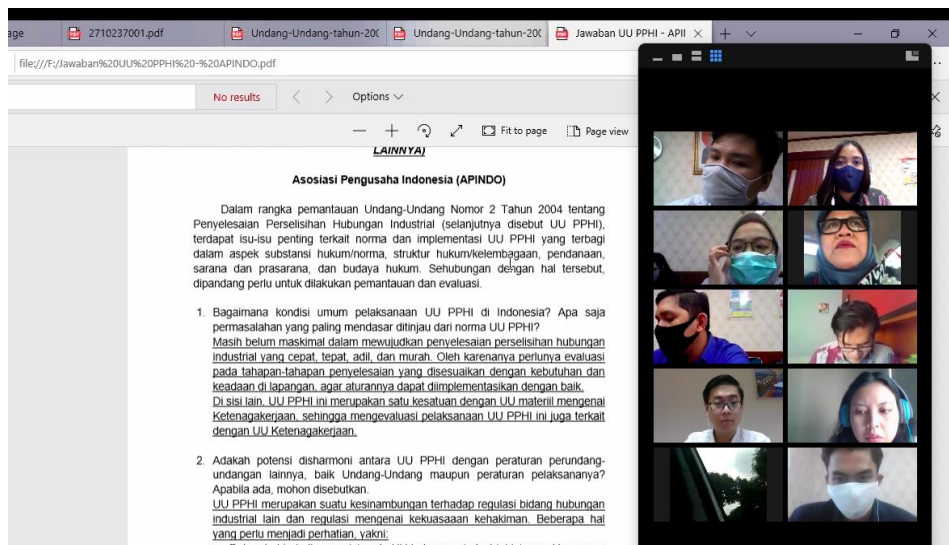 age
2710237001.pdf
Undang-Undang-tahun-200
Undang-Undang-tahun-200
Jawaban UU PPHI - APII
file:///F:/Jawaban%20UU%20PPHI%20-%20APINDO.pdf
No results
Options
Fit to page
Page view
LAINNYA)
Asosiasi Pengusaha Indonesia (APINDO)
Dalam rangka pemantauan Undang-Undang Nomor 2 Tahun 2004 tentang
Penyelesaian Perselisihan Hubungan Industrial (selanjutnya disebut UU PPHI),
terdapat isu-isu penting terkait norma dan implementasi UU PPHI yang terbagi
dalam aspek substansi hukum/norma, struktur hukum/kelembagaan, pendanaan,
sarana dan prasarana, dan budaya hukum. Sehubungan dengan hal tersebut,
dipandang perlu untuk dilakukan pemantauan dan evaluasi.
1. Bagaimana kondisi umum pelaksanaan UU PPHI di Indonesia? Apa saja
permasalahan yang paling mendasar ditinjau dari norma UU PPHI?
Masih belum maksimal dalam mewujudkan penyelesaian perselisihan hubungan
industrial yang cepat, tepat, adil, dan murah. Oleh karenanya perlunya evaluasi
pada tahapan-tahapan penyelesaian yang disesuaikan dengan kebutuhan dan
keadaan di lapangan, agar aturannya dapat diimplementasikan dengan baik.
Di sisi lain, UU PPHI ini merupakan satu kesatuan dengan UU materiil mengenai
Ketenagakerjaan, sehingga mengevaluasi pelaksanaan UU PPHI ini juga terkait
dengan UU Ketenagakerjaan.
2. Adakah potensi disharmoni antara UU PPHI dengan peraturan perundang-
undangan lainnya, baik Undang-Undang maupun peraturan pelaksananya?
Apabila ada, mohon disebutkan.
UU PPHI merupakan suatu kesinambungan terhadap regulasi bidang hubungan
industrial lain dan regulasi mengenai kekuasaaan kehakiman. Beberapa hal
yang perlu menjadi perhatian, yakni: